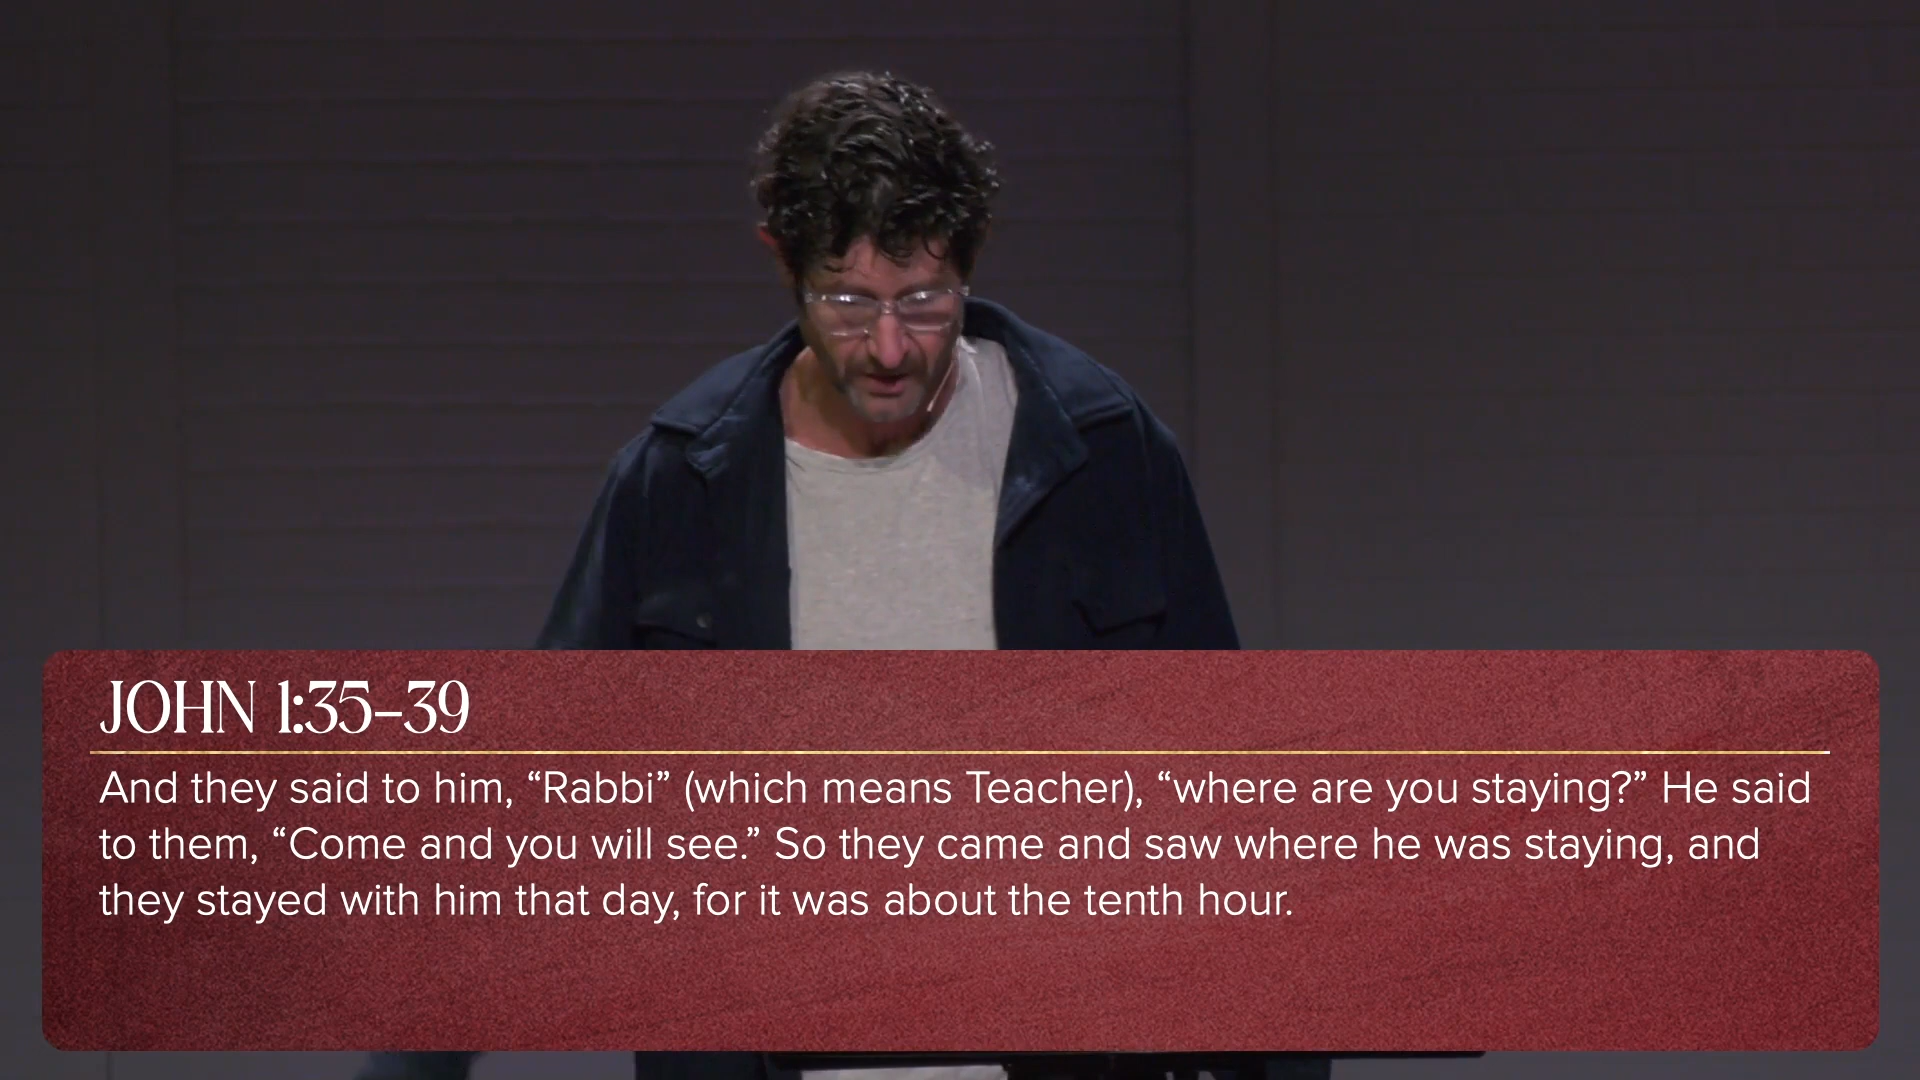 JOHN 1:35–39
And they said to him, “Rabbi” (which means Teacher), “where are you staying?” He said
to them, “Come and you will see.” So they came and saw where he was staying, and
they stayed with him that day, for it was about the tenth hour.